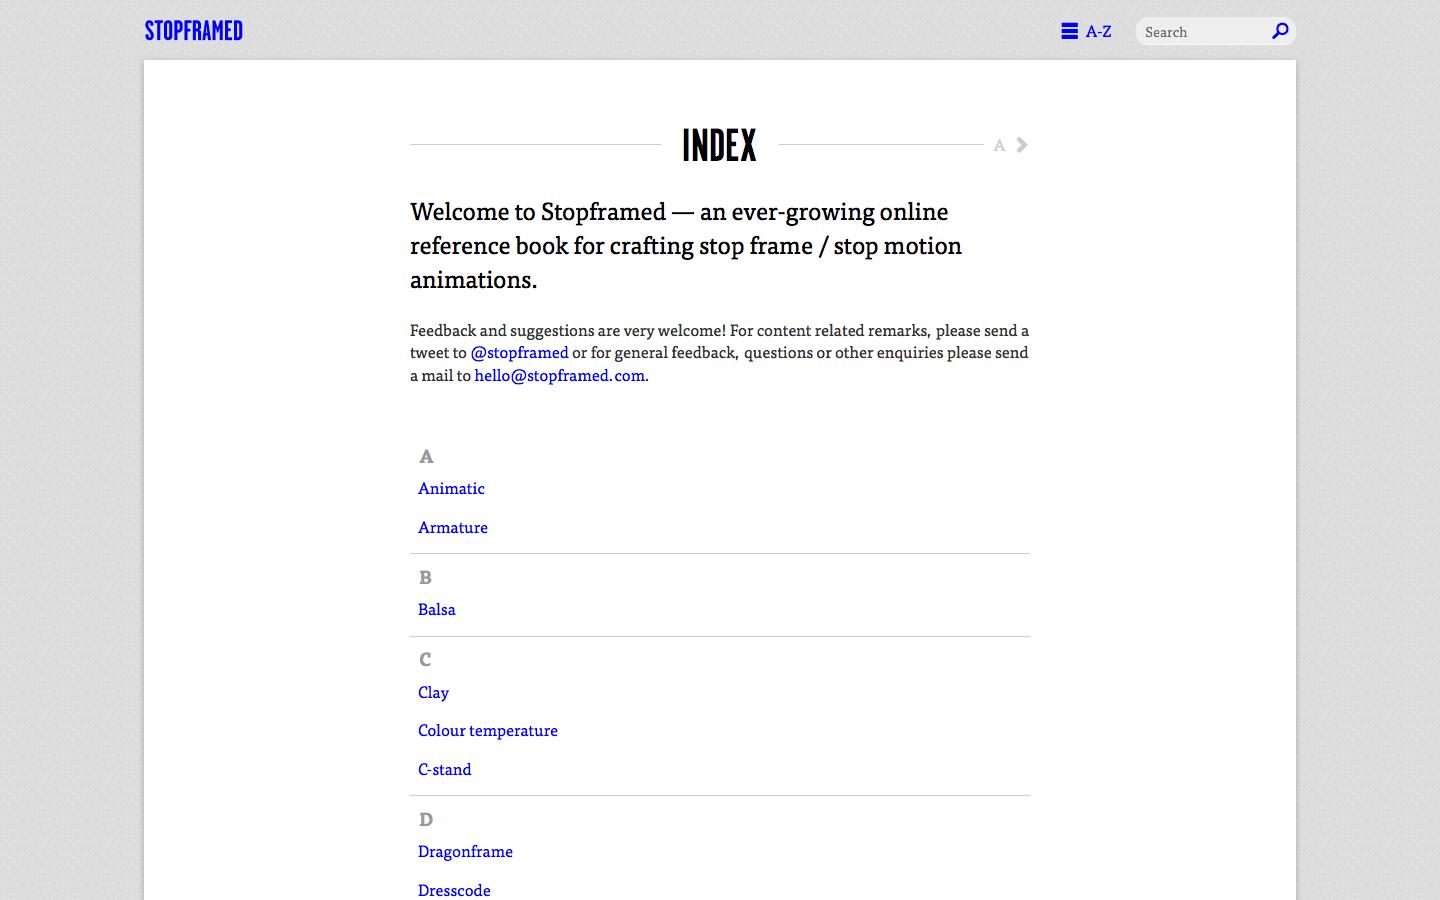 STOPFRAMED
A-Z
Search
INDEX
A
Welcome to Stopframed — an ever-growing online
reference book for crafting stop frame / stop motion
animations.
Feedback and suggestions are very welcome! For content related remarks, please send a
tweet to @stopframed or for general feedback, questions or other enquiries please send
a mail to hello@stopframed.com.
A
Animatic
Armature
B
Balsa
C
Clay
Colour temperature
C-stand
D
Dragonframe
Dresscode